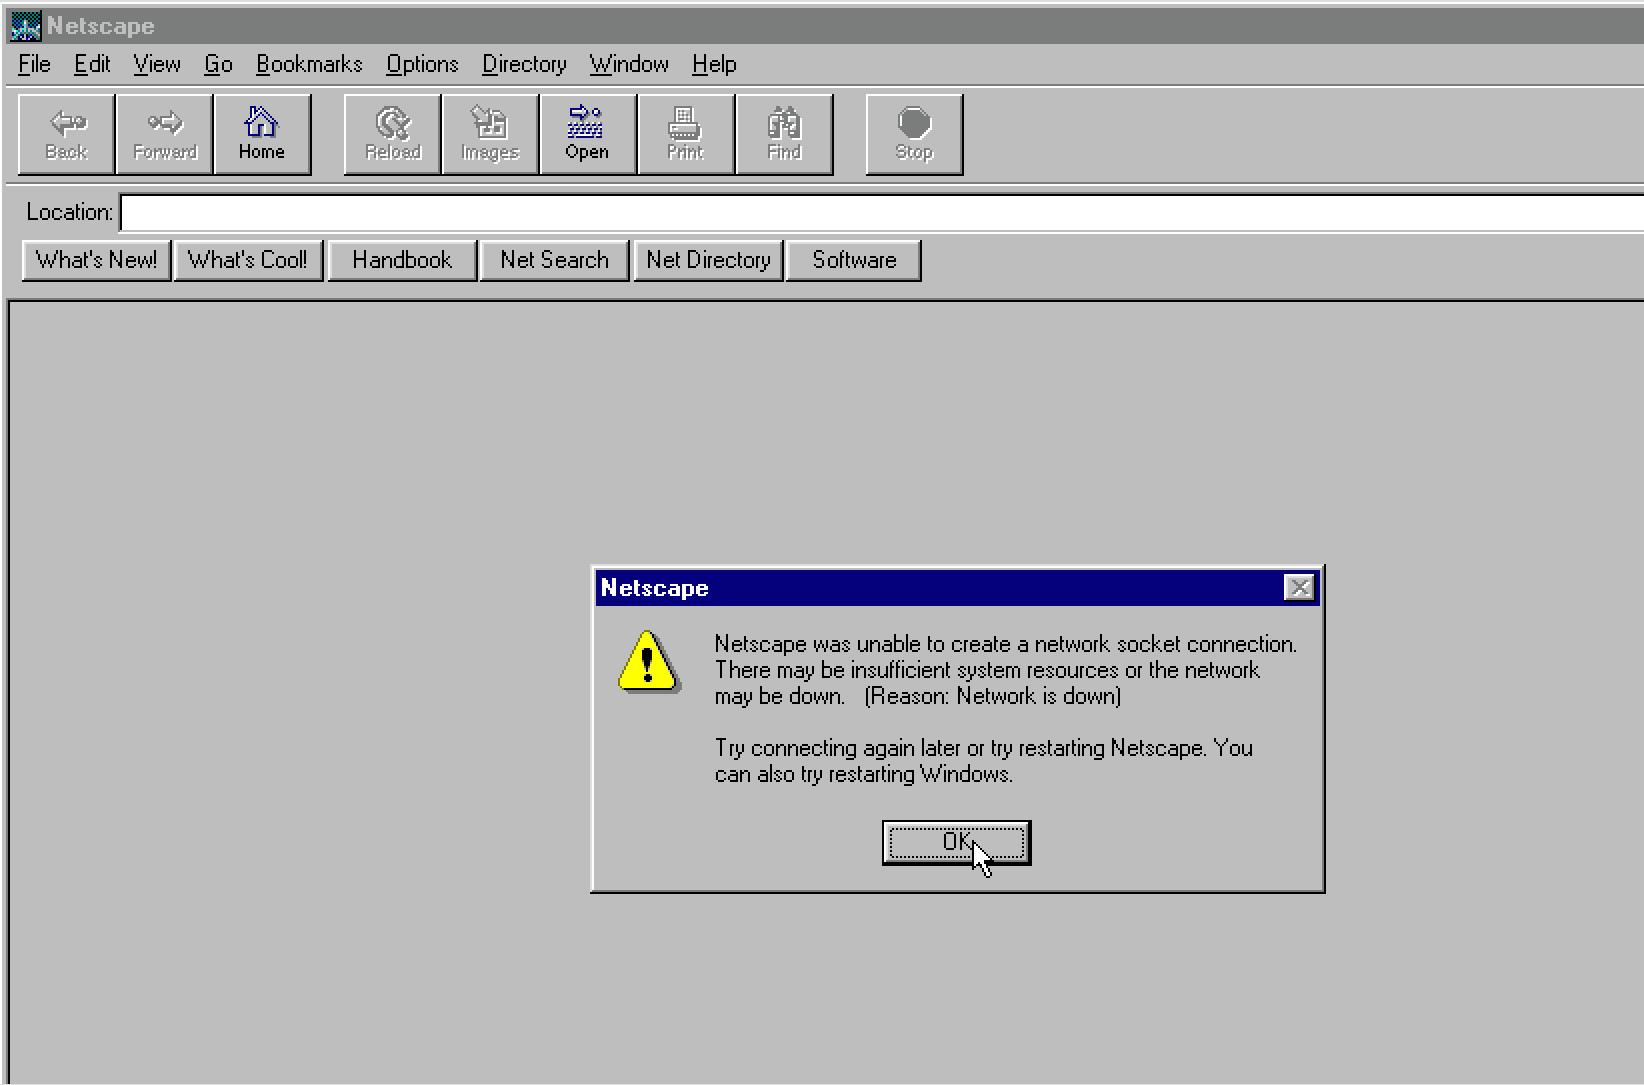 Netscape
File Edit View Go Bookmarks Options Directory Window Help
Back Forward Home Reload Images Open Print Find Stop
Location:
What's New! What's Cool! Handbook Net Search Net Directory Software
Netscape
Netscape was unable to create a network socket connection.
There may be insufficient system resources or the network
may be down. (Reason: Network is down)
Try connecting again later or try restarting Netscape. You
can also try restarting Windows.
OK